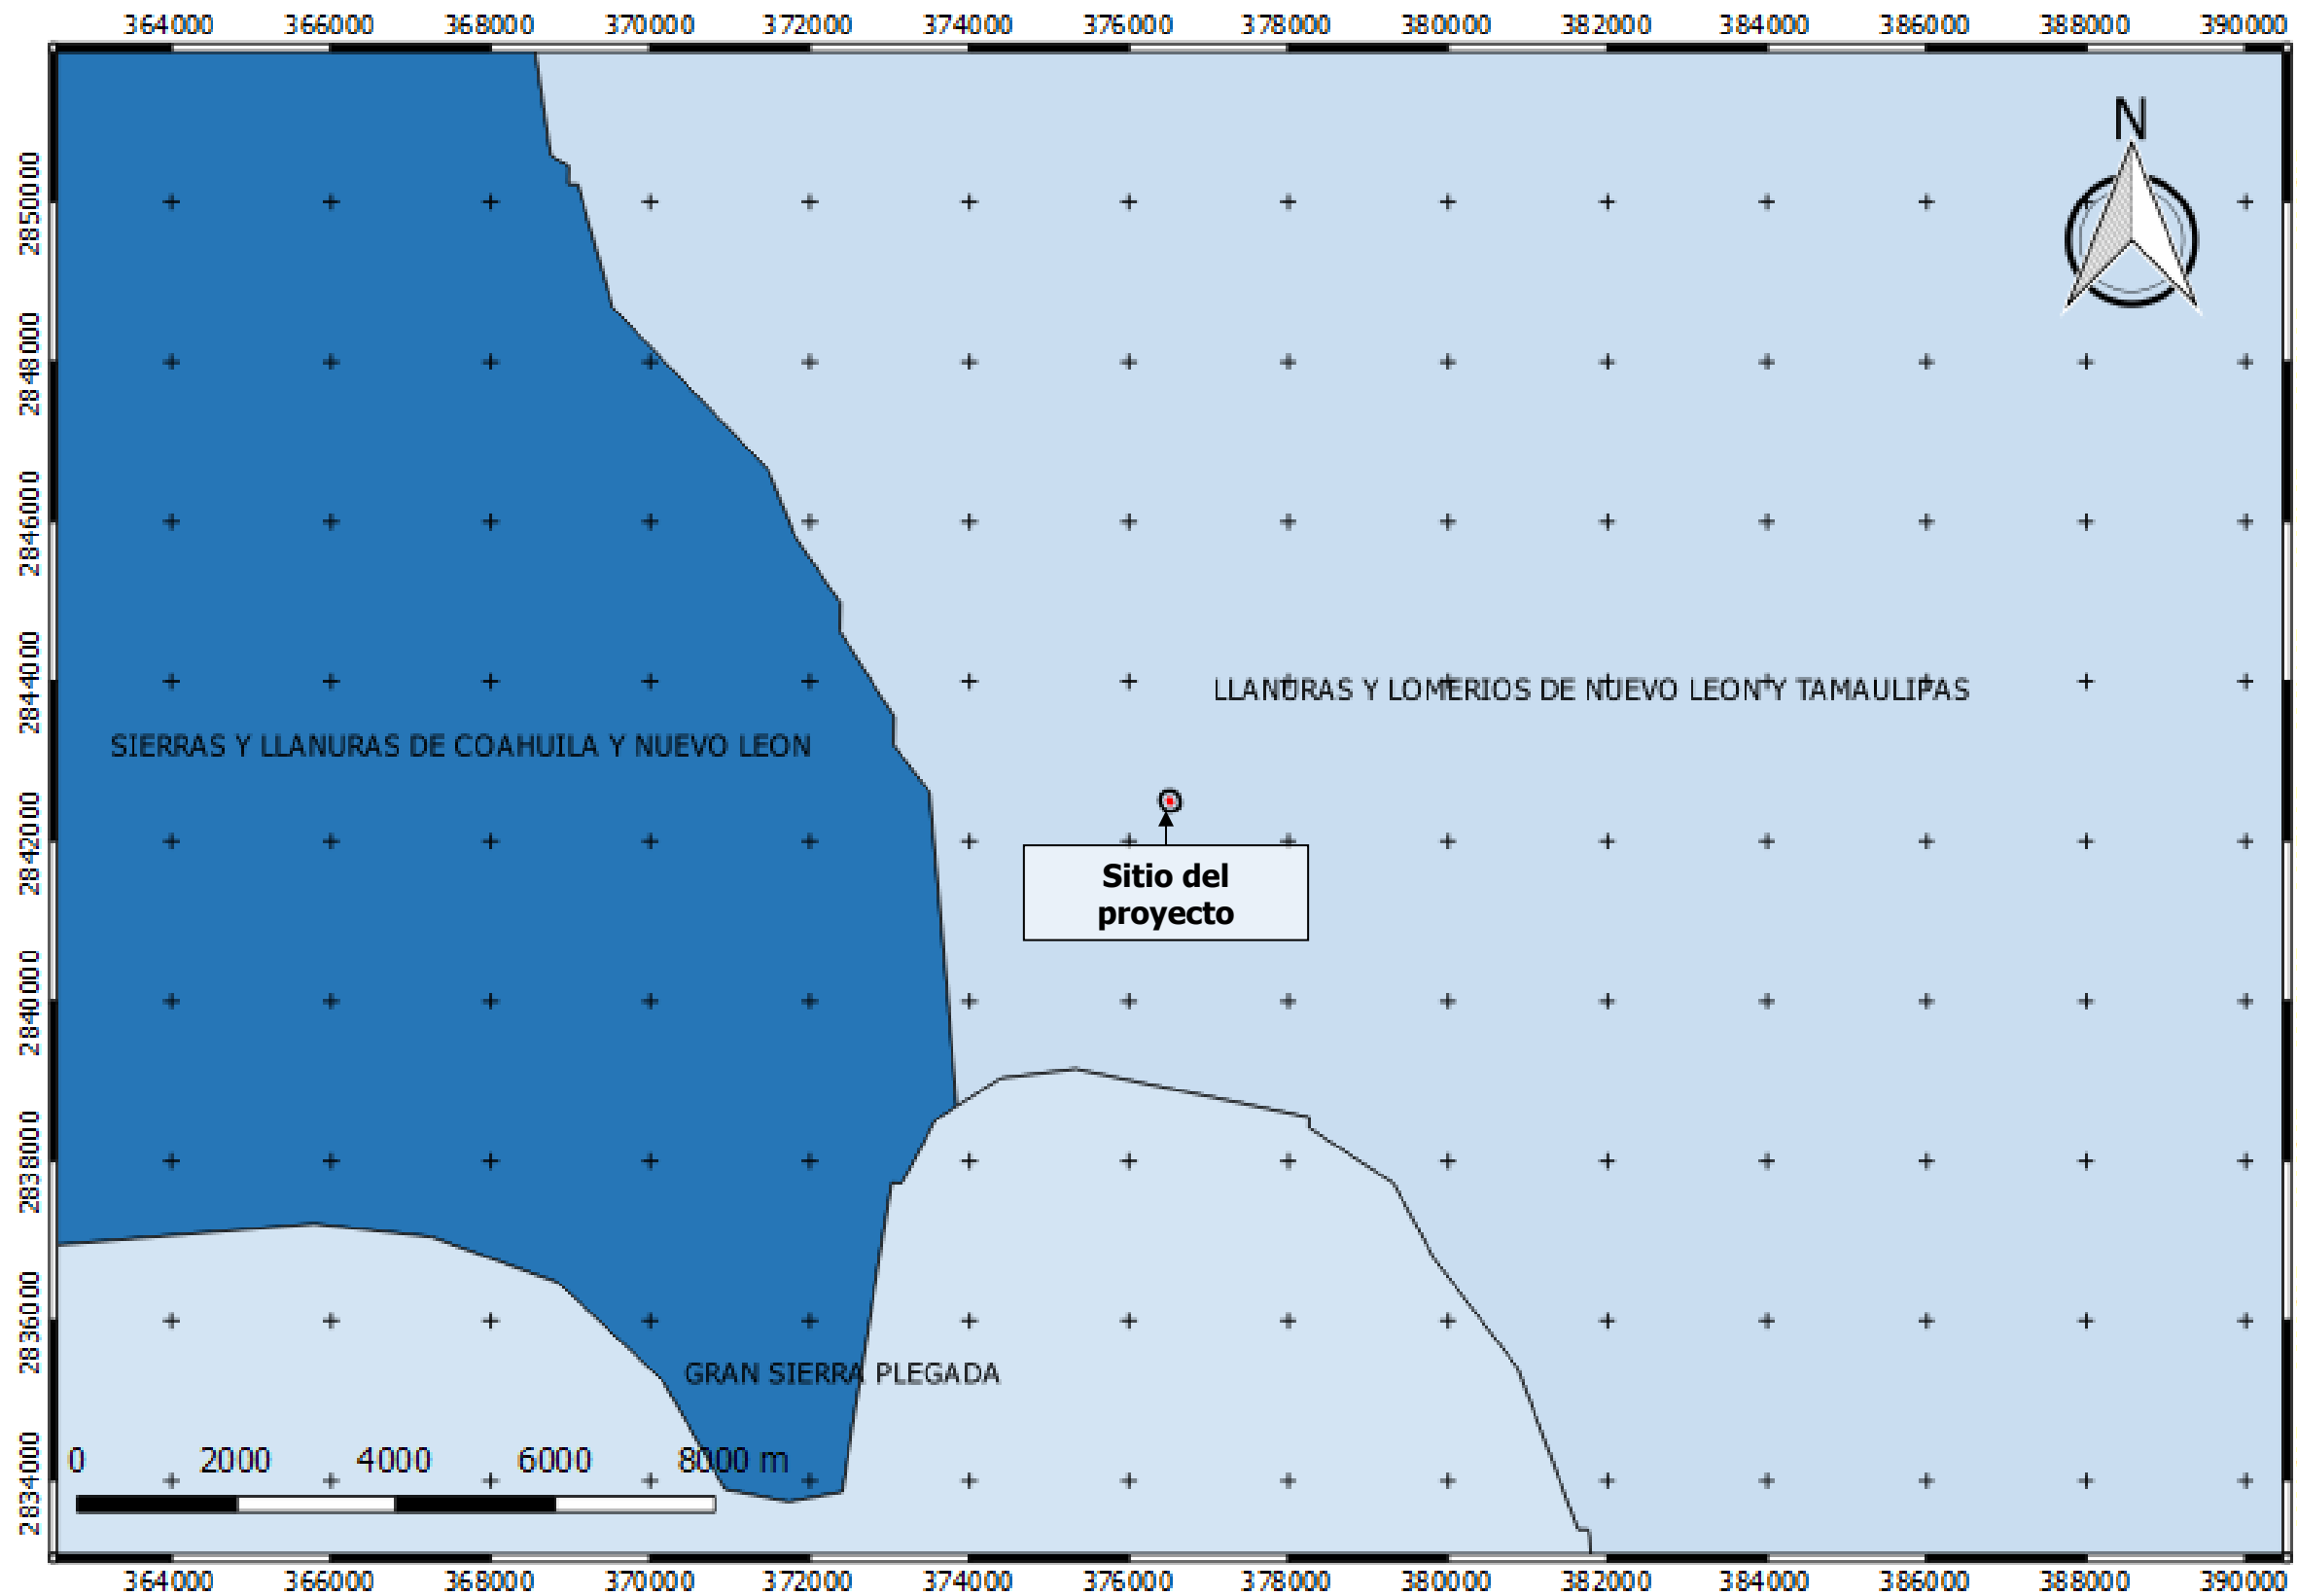 364000 366000 368000 370000 372000 374000 376000 378000 380000 382000 384000 386000 388000 390000
N
2850000
2848000
2846000
2844000
LLANURAS Y LOMERIOS DE NUEVO LEON Y TAMAULIPAS
SIERRAS Y LLANURAS DE COAHUILA Y NUEVO LEON
2842000
Sitio del
proyecto
2840000
2838000
2836000
GRAN SIERRA PLEGADA
2834000
0 2000 4000 6000 8000 m
364000 366000 368000 370000 372000 374000 376000 378000 380000 382000 384000 386000 388000 390000